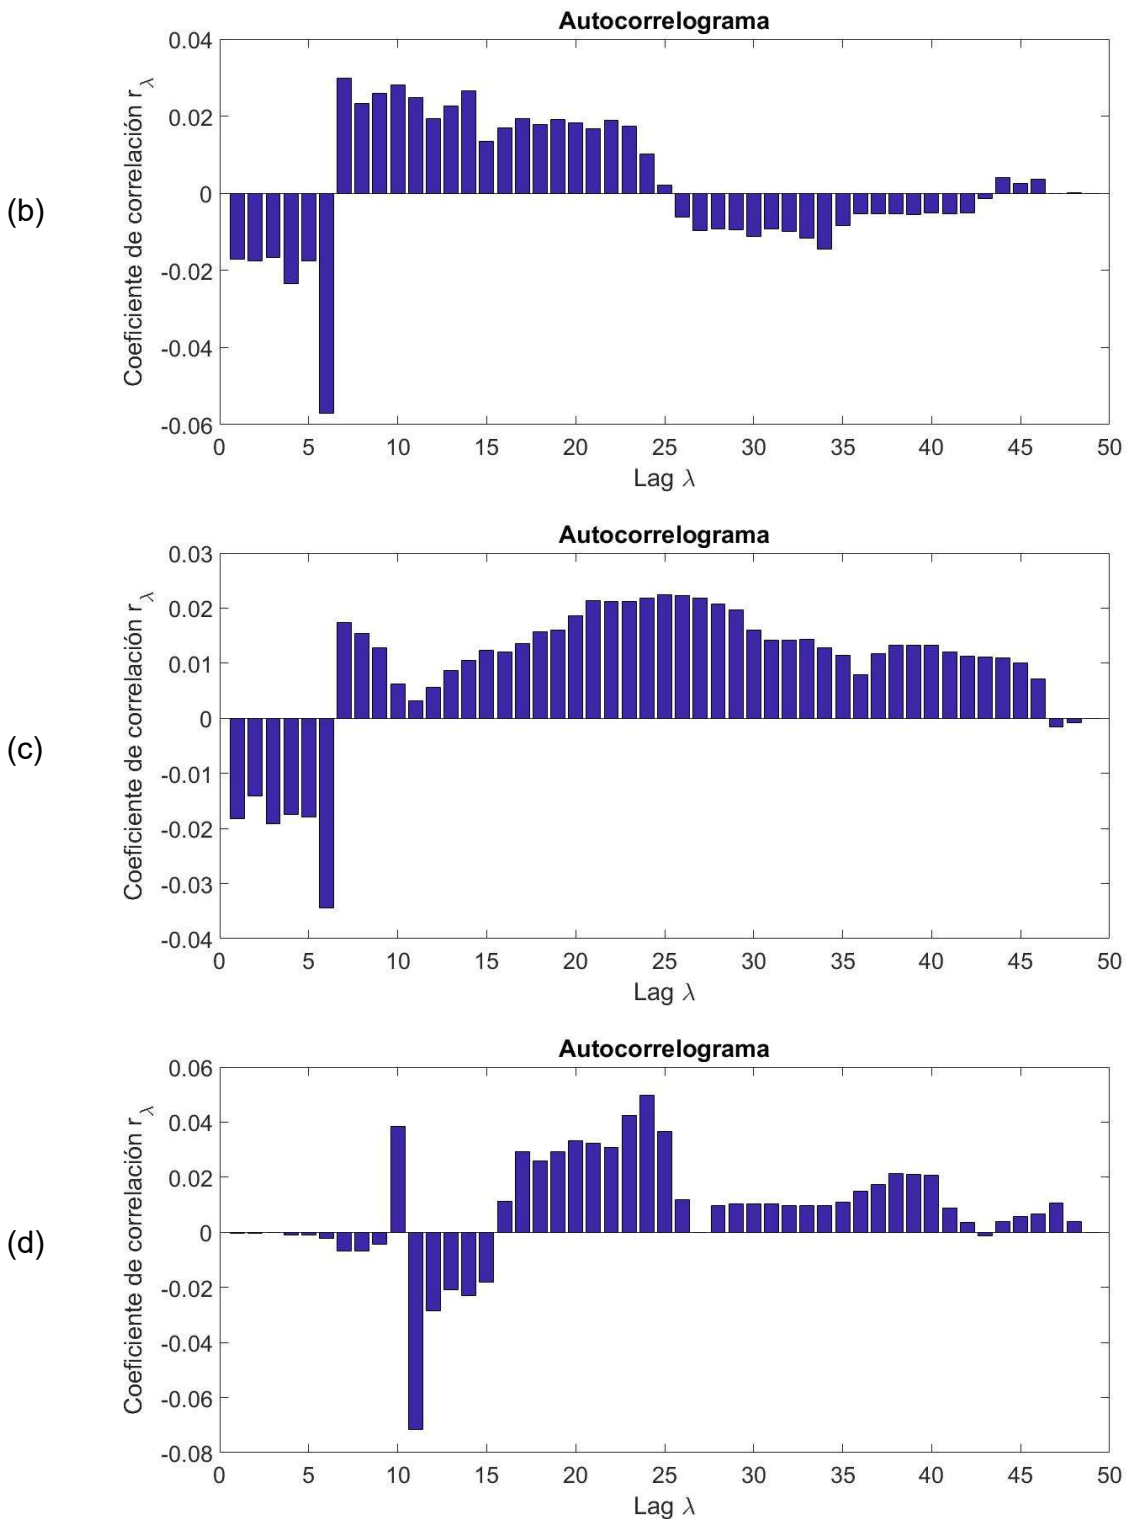 (b)
Autocorrelograma
Coeficiente de correlación r λ
0.04
0.02
0
-0.02
-0.04
-0.06
0 5 10 15 20 25 30 35 40 45 50
Lag λ
(c)
Autocorrelograma
Coeficiente de correlación r λ
0.03
0.02
0.01
0
-0.01
-0.02
-0.03
-0.04
0 5 10 15 20 25 30 35 40 45 50
Lag λ
(d)
Autocorrelograma
Coeficiente de correlación r λ
0.06
0.04
0.02
0
-0.02
-0.04
-0.06
-0.08
0 5 10 15 20 25 30 35 40 45 50
Lag λ